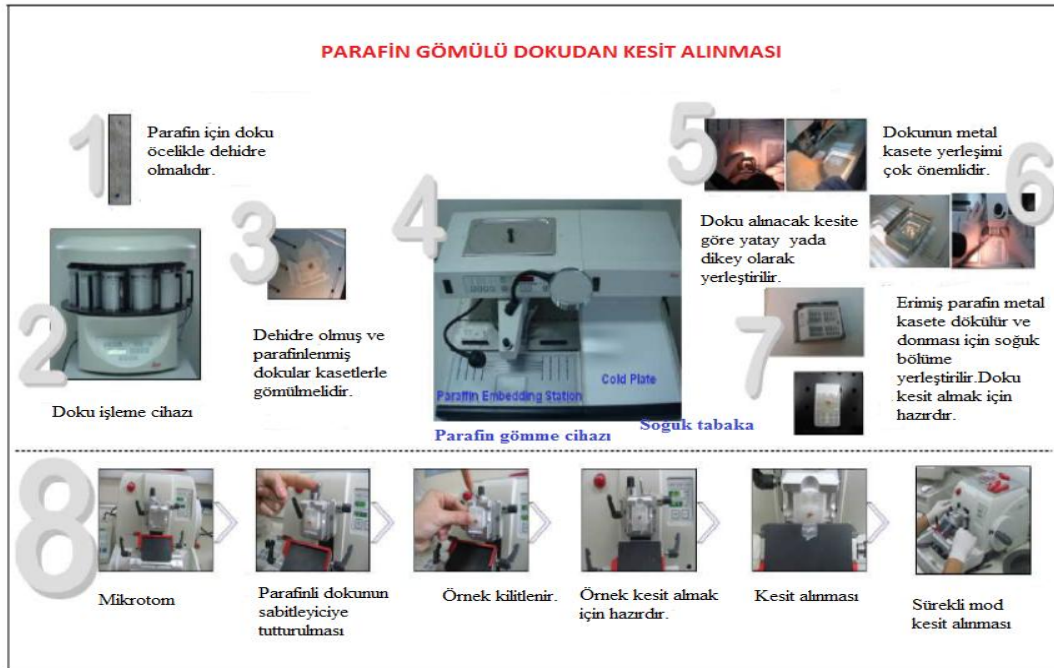 PARAFİN GÖMÜLÜ DOKUDAN KESİT ALINMASI
1
Parafin için doku
öcelikle dehidre
olmalıdır.
2
Doku işleme cihazı
3
Dehidre olmuş ve
parafinlenmiş
dokular kasetlerle
gömülmelidir.
4
Paraffin Embedding Station
Cold Plate
Parafin gömme cihazı
Soğuk tabaka
5
Doku alınacak kesite
göre yatay yada
dikey olarak
yerleştirilir.
Dokunun metal
kasete yerleşimi
çok önemlidir.
6
7
Erimiş parafin metal
kasete dökülür ve
donması için soğuk
bölüme
yerleştirilir.Doku
kesit almak için
hazırdır.
8
Mikrotom
Parafinli dokunun
sabitleyiciye
tutturulması
Örnek kilitlenir.
Örnek kesit almak
için hazırdır.
Kesit alınması
Sürekli mod
kesit alınması